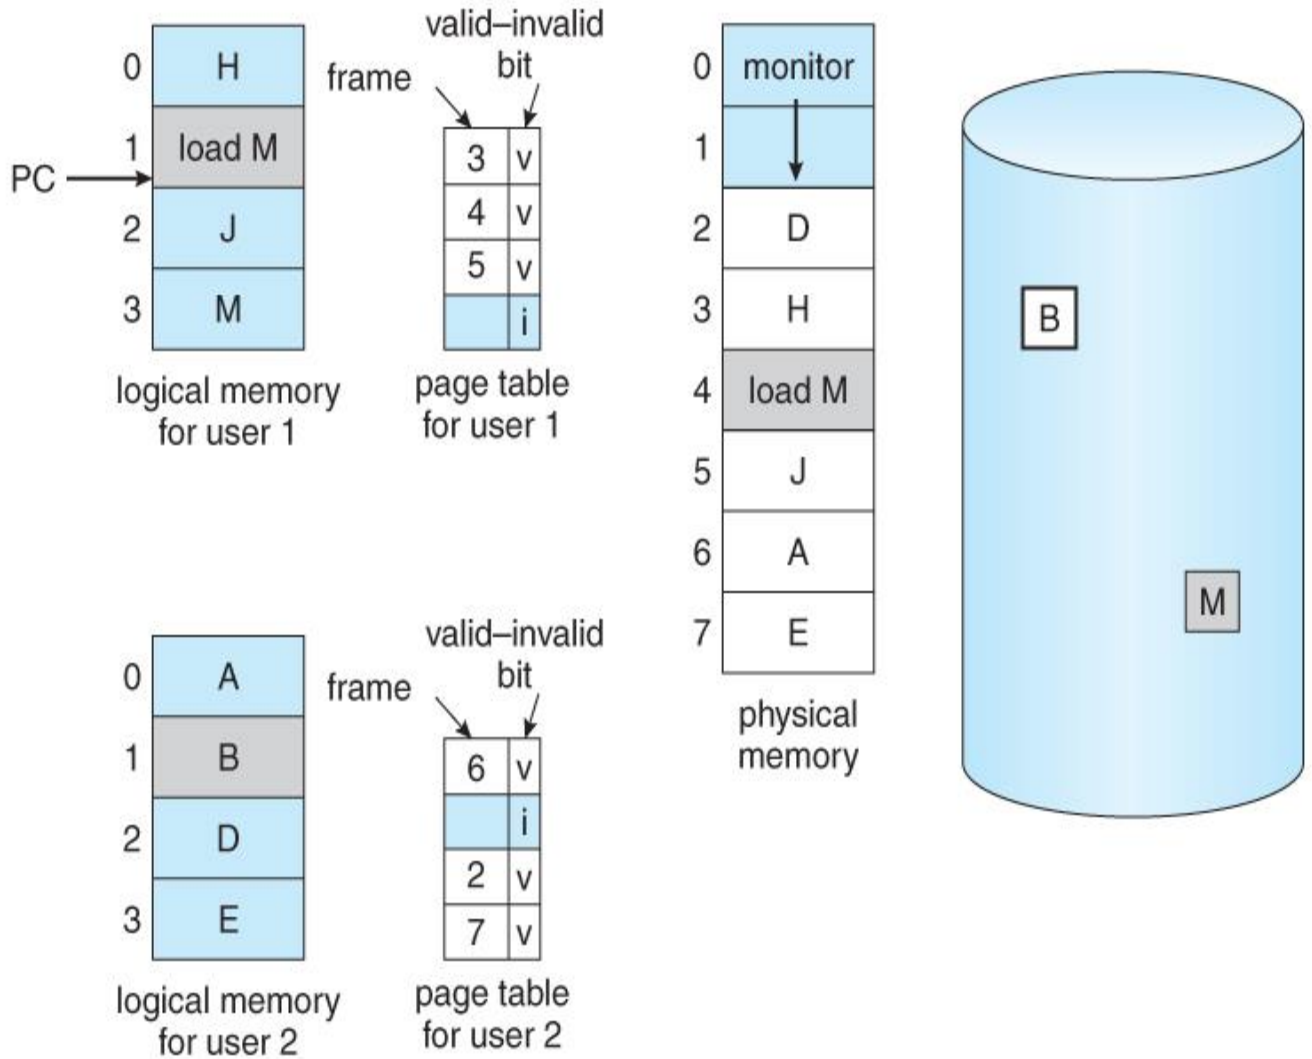 valid–invalid
bit
frame
0 H
1 load M
PC
2 J
3 M
3 v
4 v
5 v
i
logical memory
for user 1
page table
for user 1
0 monitor
1
2 D
3 H
4 load M
5 J
6 A
7 E
physical
memory
B
M
valid–invalid
bit
frame
0 A
1 B
2 D
3 E
6 v
i
2 v
7 v
logical memory
for user 2
page table
for user 2